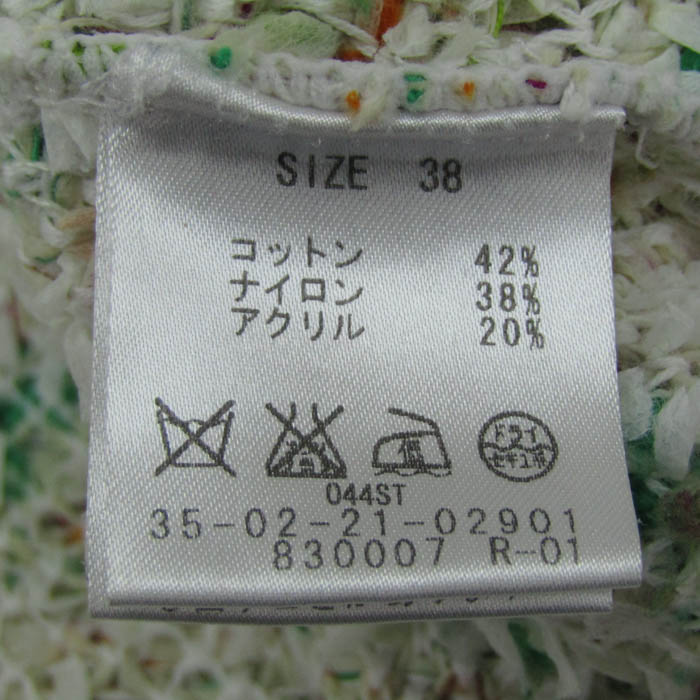 SIZE 38
コットン 42%
ナイロン 38%
アクリル 20%
低 ドライ
セキユ系
044ST
35-02-21-02901
830007 R-01